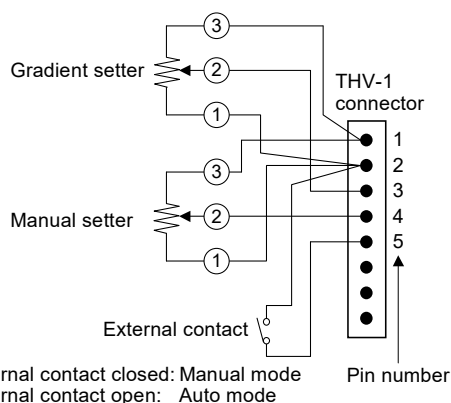 3
Gradient setter
2
1
THV-1
connector
1
2
3
4
5
3
Manual setter
2
1
External contact
rnal contact closed: Manual mode
rnal contact open: Auto mode
Pin number